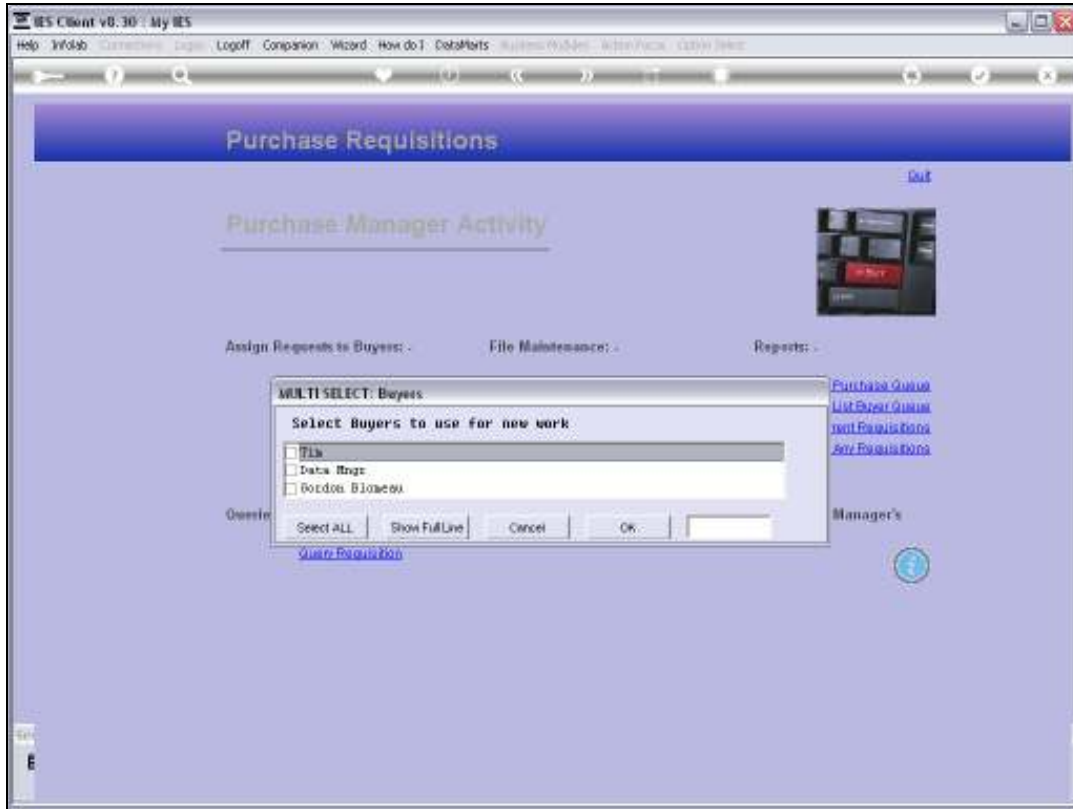 IES Client v8.30 : My IES
Help Infolab Logoff Companion Wizard How do I DataMarts
Purchase Requisitions
Quit
Purchase Manager Activity
Assign Requests to Buyers: -
File Maintenance: -
Reports: -
Purchase Queue
List Buyer Queue
Requisitions
Any Requisitions
MULTI SELECT: Buyers
Select Buyers to use for new work
Tim
Data Mngr
Gordon
Select ALL Show Full Line Cancel OK
Manager's
Query Requisition